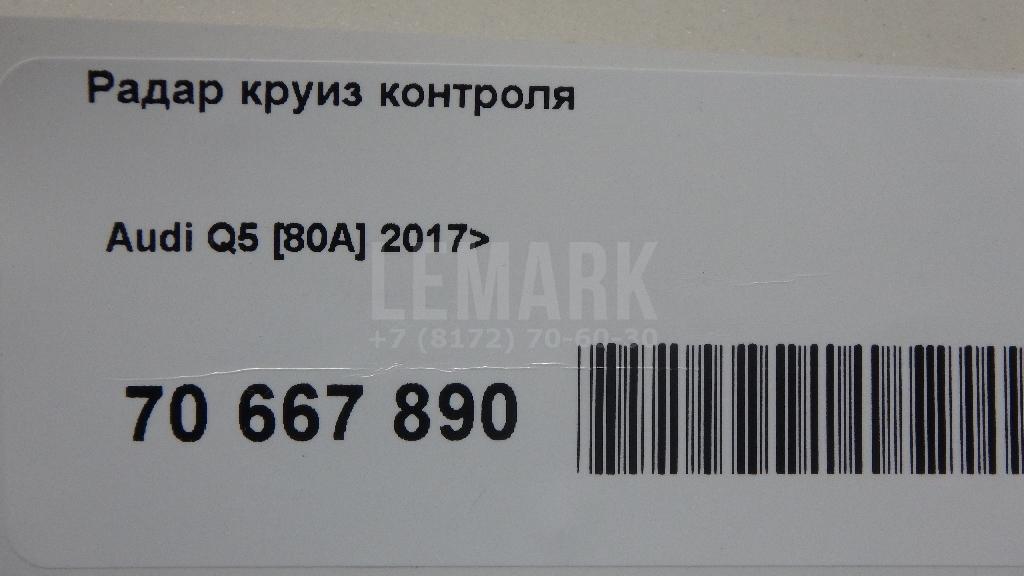 Радар круиз контроля
Audi Q5 [80A] 2017>
LEMARK
+7 (8172) 70-60-30
70 667 890